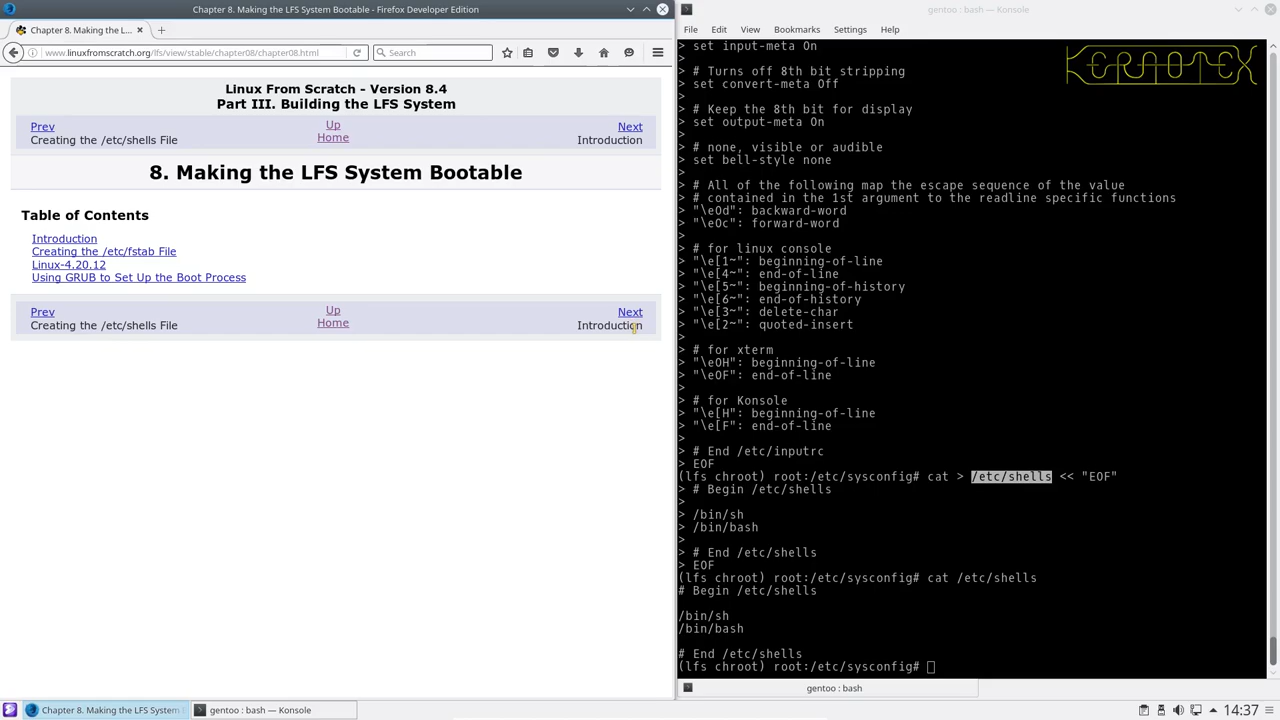 Chapter 8. Making the LFS System Bootable - Firefox Developer Edition
Chapter 8. Making the L...
www.linuxfromscratch.org/lfs/view/stable/chapter08/chapter08.html
Search
Linux From Scratch - Version 8.4
Part III. Building the LFS System
Prev
Up
Next
Creating the /etc/shells File
Home
Introduction
8. Making the LFS System Bootable
Table of Contents
Introduction
Creating the /etc/fstab File
Linux-4.20.12
Using GRUB to Set Up the Boot Process
Prev
Up
Next
Creating the /etc/shells File
Home
Introduction
gentoo : bash — Konsole
File Edit View Bookmarks Settings Help
KERNOTEX
> set input-meta On
>
> # Turns off 8th bit stripping
> set convert-meta Off
>
> # Keep the 8th bit for display
> set output-meta On
>
> # none, visible or audible
> set bell-style none
>
> # All of the following map the escape sequence of the value
> # contained in the 1st argument to the readline specific functions
> "\eOd": backward-word
> "\eOc": forward-word
>
> # for linux console
> "\e[1~": beginning-of-line
> "\e[4~": end-of-line
> "\e[5~": beginning-of-history
> "\e[6~": end-of-history
> "\e[3~": delete-char
> "\e[2~": quoted-insert
>
> # for xterm
> "\eOH": beginning-of-line
> "\eOF": end-of-line
>
> # for Konsole
> "\e[H": beginning-of-line
> "\e[F": end-of-line
>
> # End /etc/inputrc
> EOF
(lfs chroot) root:/etc/sysconfig# cat > /etc/shells << "EOF"
> # Begin /etc/shells
>
> /bin/sh
> /bin/bash
>
> # End /etc/shells
> EOF
(lfs chroot) root:/etc/sysconfig# cat /etc/shells
# Begin /etc/shells
/bin/sh
/bin/bash
# End /etc/shells
(lfs chroot) root:/etc/sysconfig#
gentoo : bash
Chapter 8. Making the LFS System Bo
gentoo : bash — Konsole
14:37